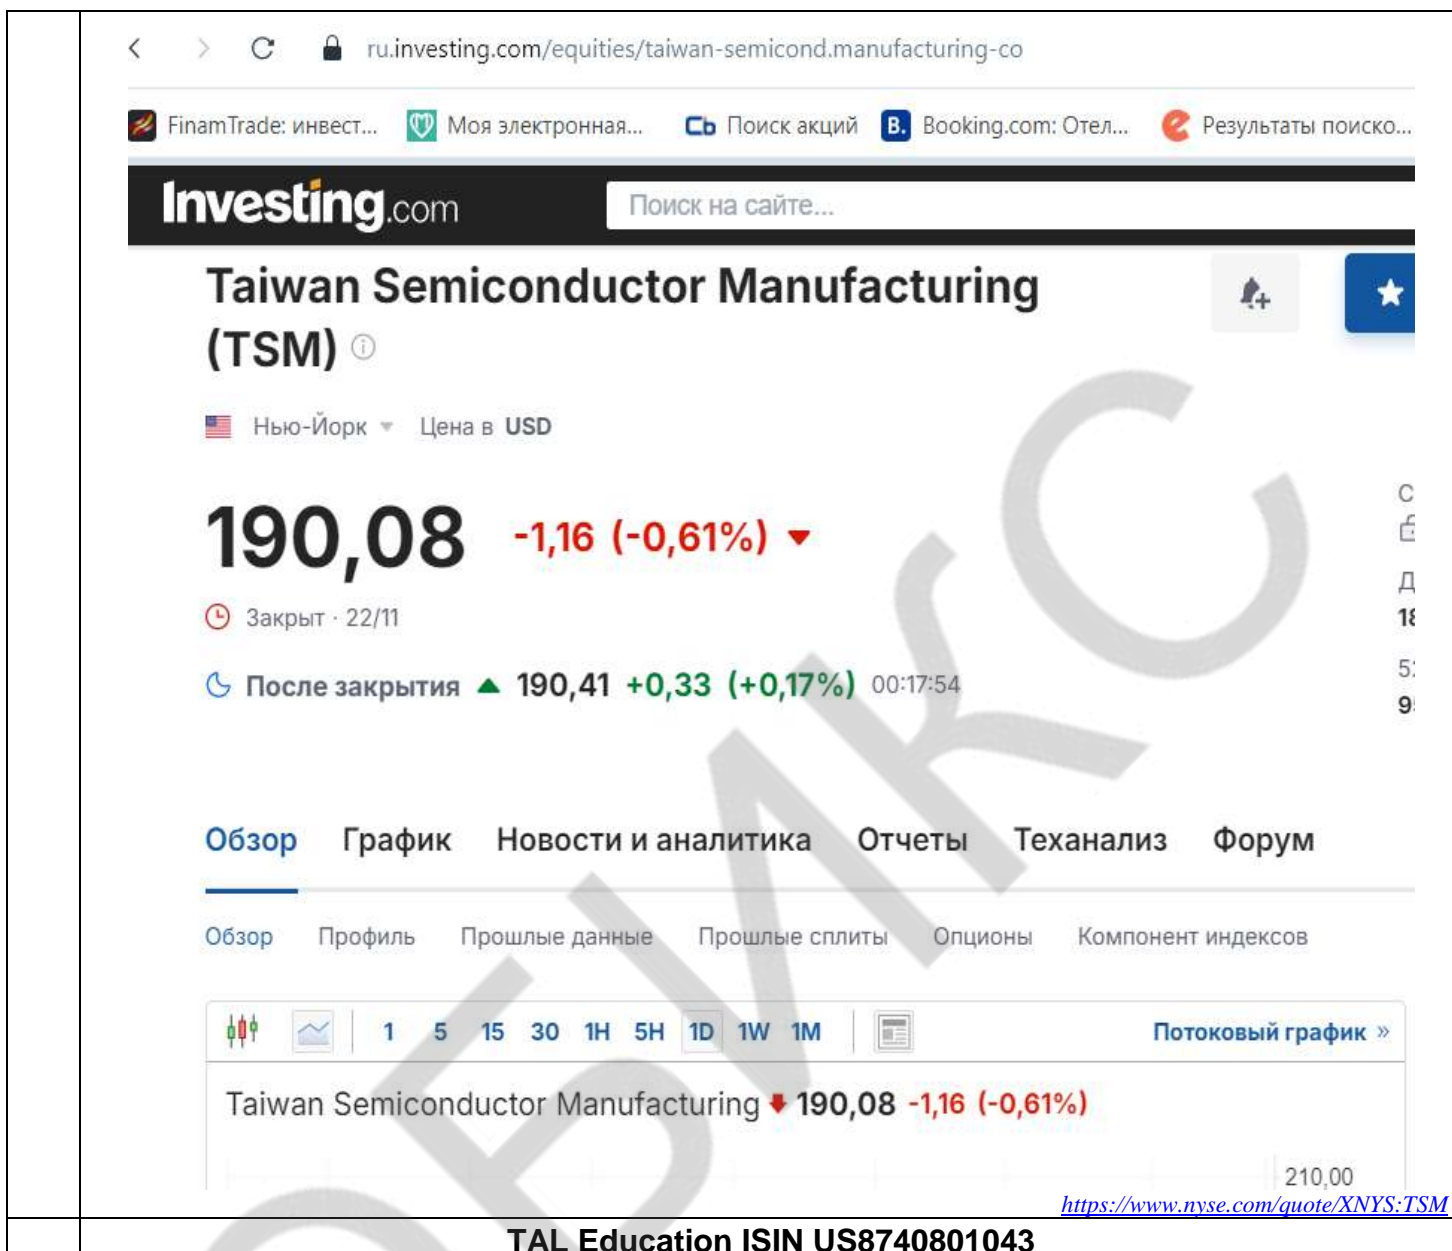 ru.investing.com/equities/taiwan-semicond.manufacturing-co
FinamTrade: инвест... Моя электронная... Сь Поиск акций B. Booking.com: Отел... Результаты поиско...
Investing.com Поиск на сайте...
Taiwan Semiconductor Manufacturing
(TSM)
Нью-Йорк Цена в USD
190,08 -1,16 (-0,61%)
Закрыт · 22/11
После закрытия 190,41 +0,33 (+0,17%) 00:17:54
Обзор График Новости и аналитика Отчеты Теханализ Форум
Обзор Профиль Прошлые данные Прошлые сплиты Опционы Компонент индексов
1 5 15 30 1H 5H 1D 1W 1M Потоковый график »
Taiwan Semiconductor Manufacturing 190,08 -1,16 (-0,61%)
210,00
https://www.nyse.com/quote/XNYS:TSM
TAL Education ISIN US8740801043
ОБИКС